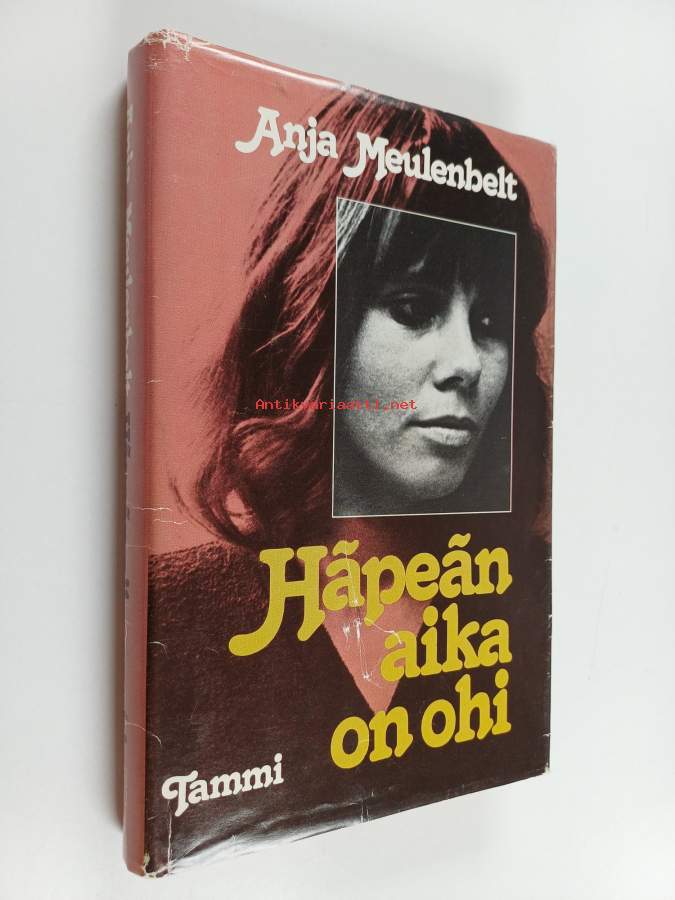 Anja Meulenbelt
Antikvariaatti.net
Häpeän
aika
on ohi
Tammi